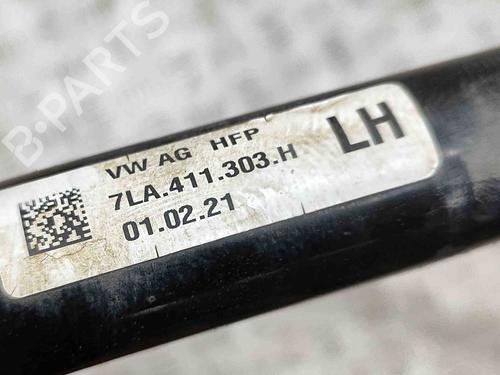 B-PARTS
VW AG HFP
LH
7LA.411.303.H
01.02.21